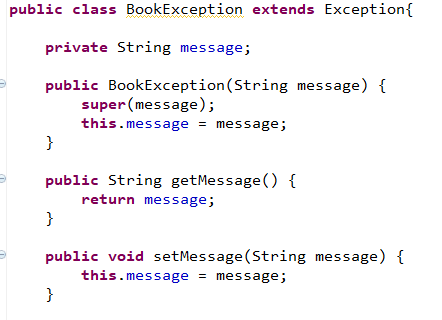 public class BookException extends Exception{
private String message;
public BookException(String message) {
super(message);
this.message = message;
}
public String getMessage() {
return message;
}
public void setMessage(String message) {
this.message = message;
}